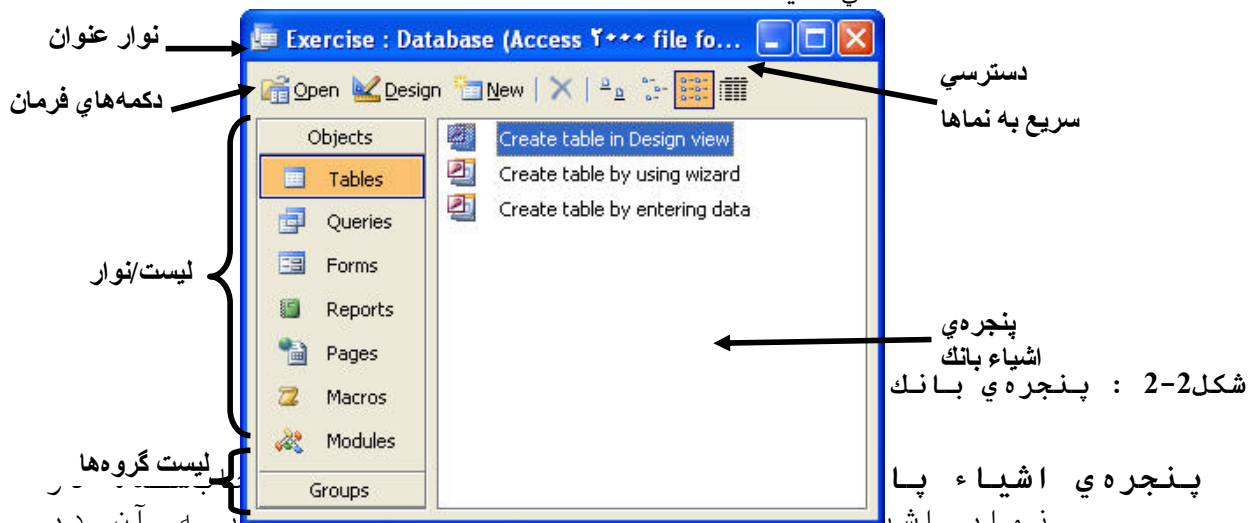 نوار عنوان
Exercise : Database (Access ۲۰۰۰ file fo...
دسترسي
سريع به نماها
دكمه‌هاي فرمان
Open Design New
Objects
Create table in Design view
Tables
Create table by using wizard
Queries
Create table by entering data
ليست/نوار
Forms
Reports
پنجره‌ي
اشياء بانك
Pages
شكل2-2 : پنجره‌ي بانك
Macros
Modules
ليست گروه‌ها
پنجره‌ي اشياء پا
Groups